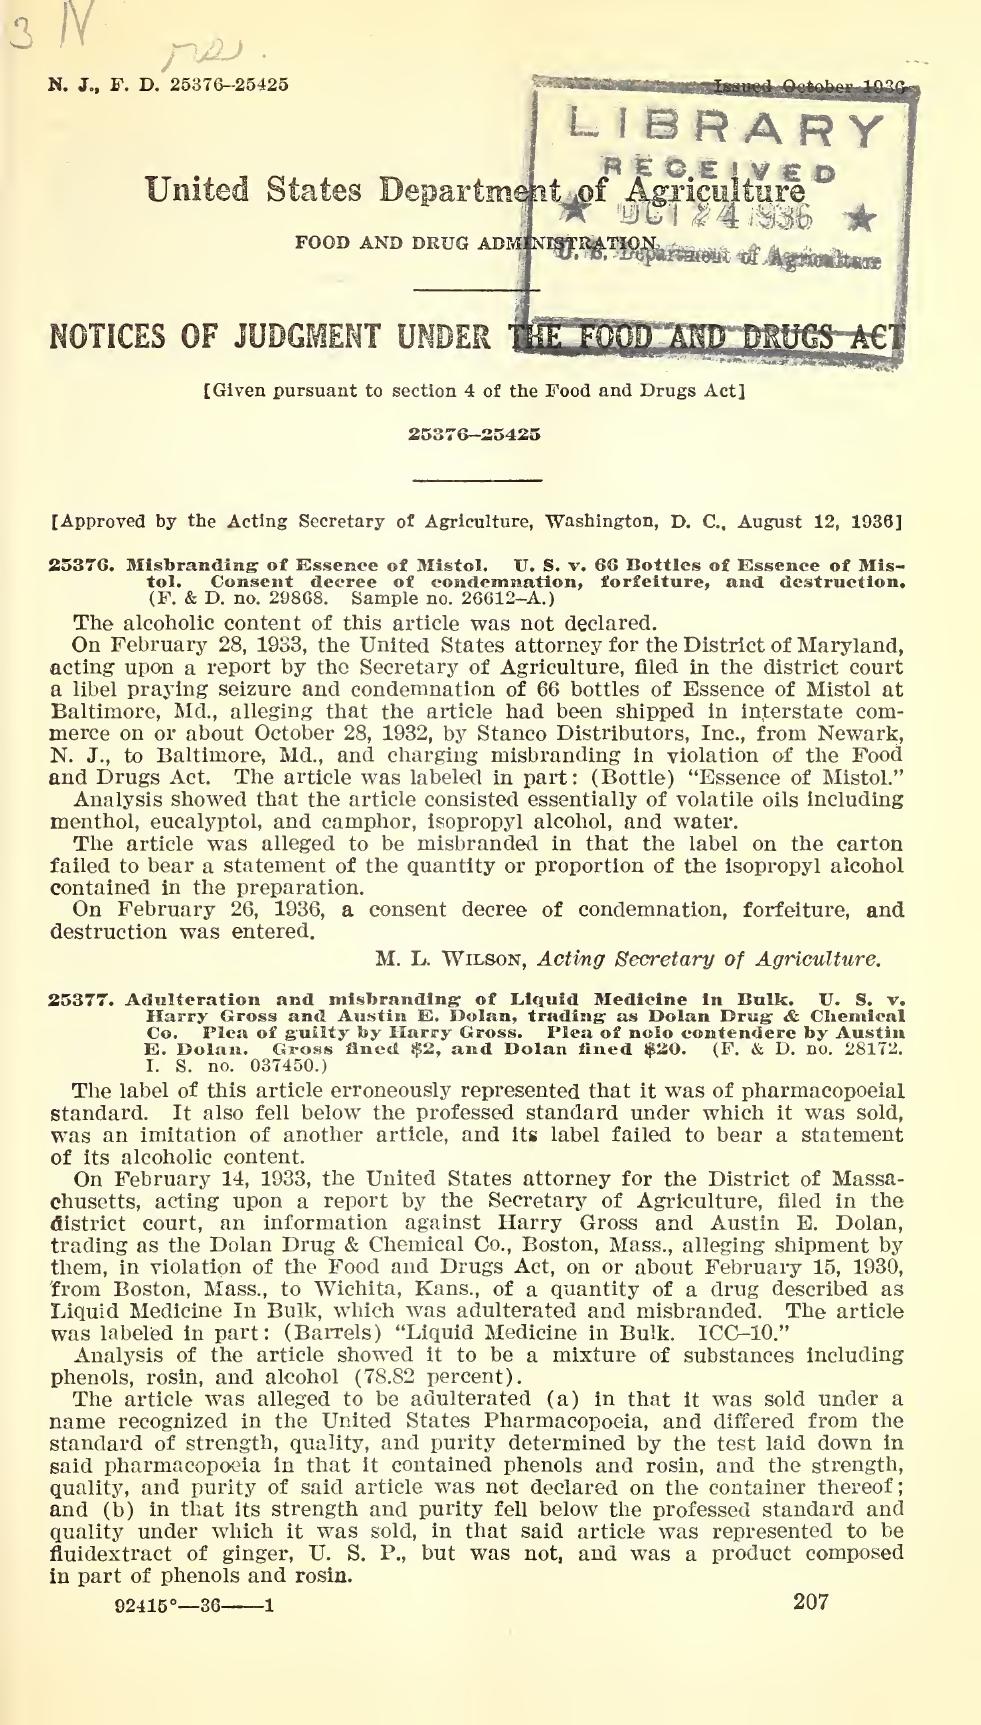 3 N
N. J., F. D. 25376–25425
Issued October 1936
LIBRARY
RECEIVED
★ OCT 24 1936 ★
U. S. Department of Agriculture
United States Department of Agriculture
FOOD AND DRUG ADMINISTRATION
NOTICES OF JUDGMENT UNDER THE FOOD AND DRUGS ACT
[Given pursuant to section 4 of the Food and Drugs Act]
25376–25425
[Approved by the Acting Secretary of Agriculture, Washington, D. C., August 12, 1936]
25376. Misbranding of Essence of Mistol. U. S. v. 66 Bottles of Essence of Mis-
tol. Consent decree of condemnation, forfeiture, and destruction.
(F. & D. no. 29868. Sample no. 26612–A.)
The alcoholic content of this article was not declared.
On February 28, 1933, the United States attorney for the District of Maryland,
acting upon a report by the Secretary of Agriculture, filed in the district court
a libel praying seizure and condemnation of 66 bottles of Essence of Mistol at
Baltimore, Md., alleging that the article had been shipped in interstate com-
merce on or about October 28, 1932, by Stanco Distributors, Inc., from Newark,
N. J., to Baltimore, Md., and charging misbranding in violation of the Food
and Drugs Act. The article was labeled in part: (Bottle) “Essence of Mistol.”
Analysis showed that the article consisted essentially of volatile oils including
menthol, eucalyptol, and camphor, isopropyl alcohol, and water.
The article was alleged to be misbranded in that the label on the carton
failed to bear a statement of the quantity or proportion of the isopropyl alcohol
contained in the preparation.
On February 26, 1936, a consent decree of condemnation, forfeiture, and
destruction was entered.
M. L. WILSON, Acting Secretary of Agriculture.
25377. Adulteration and misbranding of Liquid Medicine in Bulk. U. S. v.
Harry Gross and Austin E. Dolan, trading as Dolan Drug & Chemical
Co. Plea of guilty by Harry Gross. Plea of nolo contendere by Austin
E. Dolan. Gross fined $2, and Dolan fined $20. (F. & D. no. 28172.
I. S. no. 037450.)
The label of this article erroneously represented that it was of pharmacopoeial
standard. It also fell below the professed standard under which it was sold,
was an imitation of another article, and its label failed to bear a statement
of its alcoholic content.
On February 14, 1933, the United States attorney for the District of Massa-
chusetts, acting upon a report by the Secretary of Agriculture, filed in the
district court, an information against Harry Gross and Austin E. Dolan,
trading as the Dolan Drug & Chemical Co., Boston, Mass., alleging shipment by
them, in violation of the Food and Drugs Act, on or about February 15, 1930,
from Boston, Mass., to Wichita, Kans., of a quantity of a drug described as
Liquid Medicine In Bulk, which was adulterated and misbranded. The article
was labeled in part: (Barrels) “Liquid Medicine in Bulk. ICC–10.”
Analysis of the article showed it to be a mixture of substances including
phenols, rosin, and alcohol (78.82 percent).
The article was alleged to be adulterated (a) in that it was sold under a
name recognized in the United States Pharmacopoeia, and differed from the
standard of strength, quality, and purity determined by the test laid down in
said pharmacopoeia in that it contained phenols and rosin, and the strength,
quality, and purity of said article was not declared on the container thereof;
and (b) in that its strength and purity fell below the professed standard and
quality under which it was sold, in that said article was represented to be
fluidextract of ginger, U. S. P., but was not, and was a product composed
in part of phenols and rosin.
92415°—36——1
207